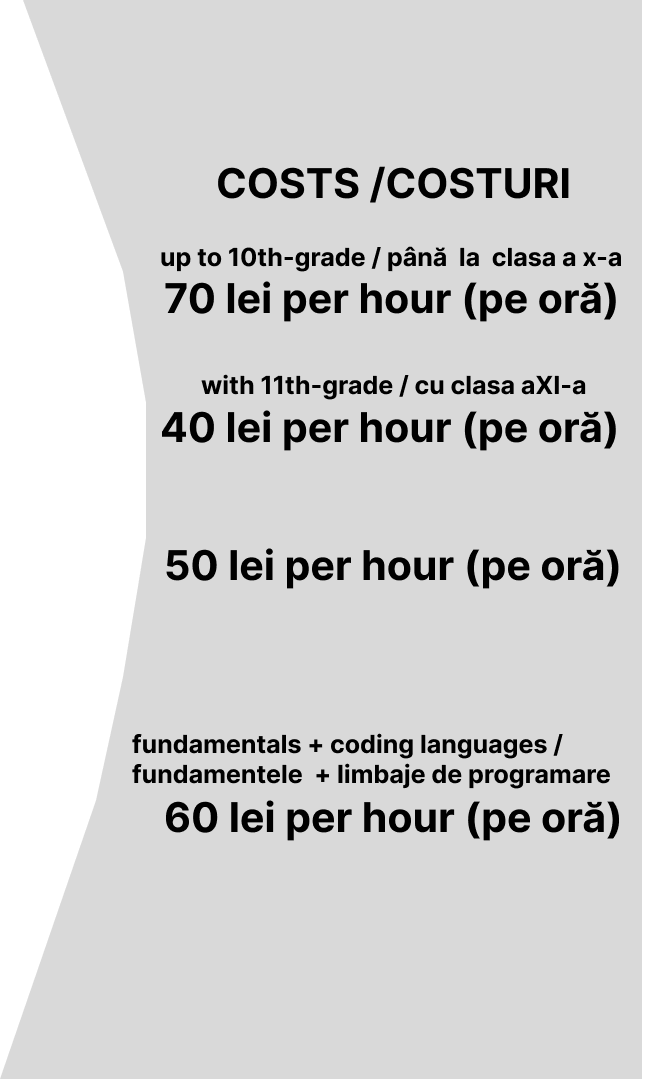 COSTS /COSTURI
up to 10th-grade / până la clasa a x-a
70 lei per hour (pe oră)
with 11th-grade / cu clasa aXI-a
40 lei per hour (pe oră)
50 lei per hour (pe oră)
fundamentals + coding languages /
fundamentele + limbaje de programare
60 lei per hour (pe oră)